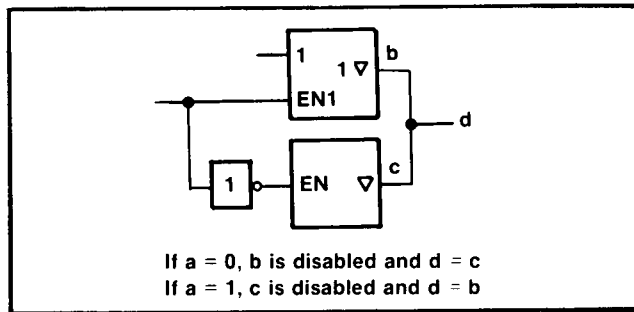 b
1
1 ▽
EN1
d
c
1
EN
▽
If a = 0, b is disabled and d = c
If a = 1, c is disabled and d = b